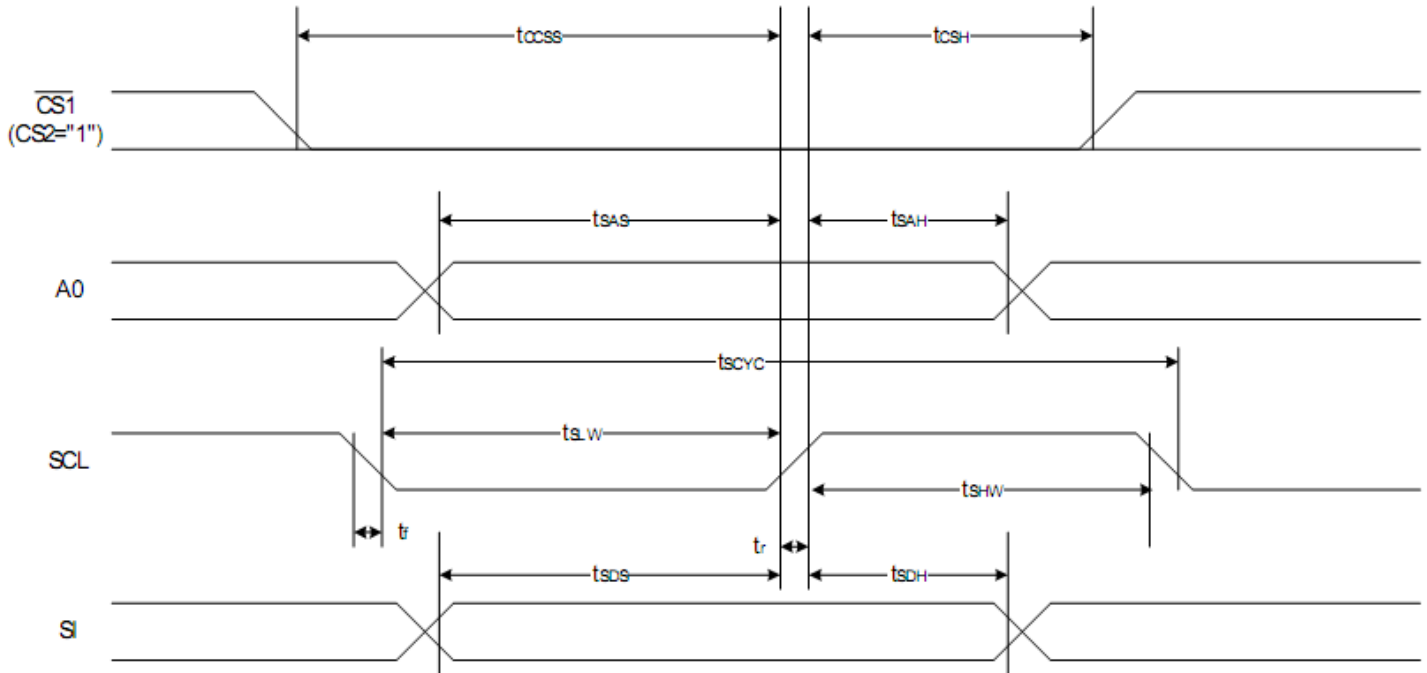 tCCSS
tCSH
CS1
(CS2="1")
tSAS
tSAH
A0
tSCYC
tSLW
SCL
tSHW
tf
tr
tSDS
tSDH
SI